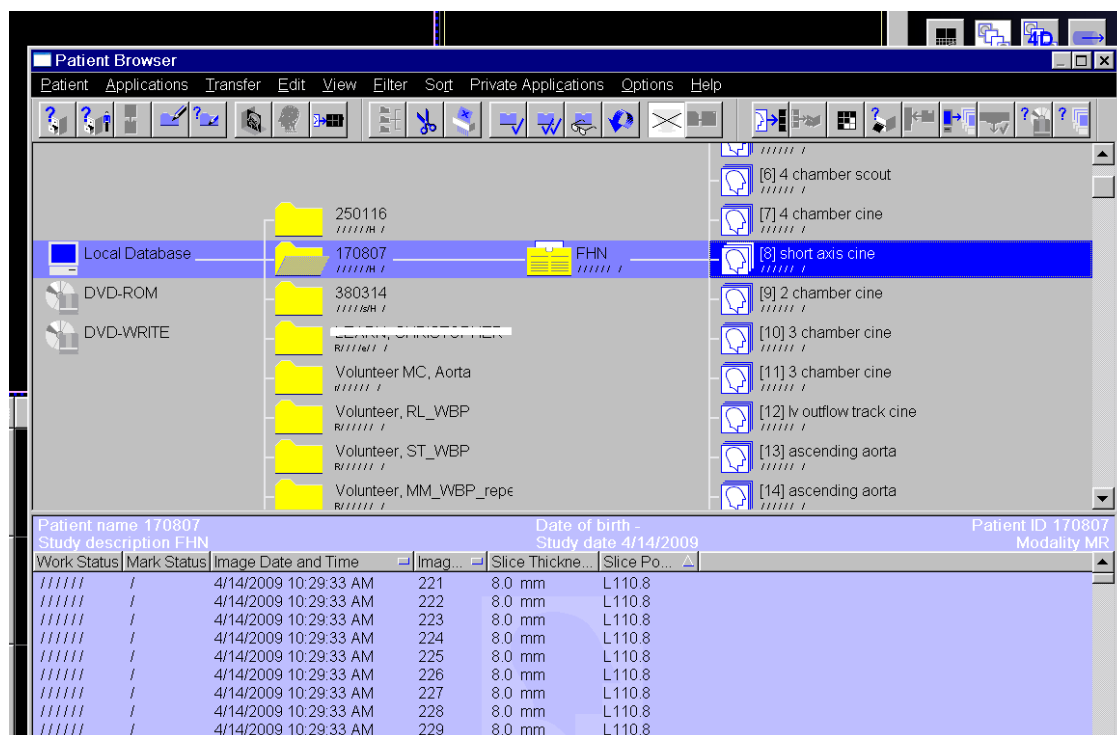 4D
Patient Browser
Patient Applications Transfer Edit View Filter Sort Private Applications Options Help
////// /
[6] 4 chamber scout
////// /
250116
//////H /
[7] 4 chamber cine
////// /
Local Database
170807
//////H /
FHN
////// /
[8] short axis cine
////// /
DVD-ROM
380314
/////s/H /
[9] 2 chamber cine
////// /
DVD-WRITE
R////e// /
[10] 3 chamber cine
////// /
Volunteer MC, Aorta
////// /
[11] 3 chamber cine
////// /
Volunteer, RL_WBP
R////// /
[12] lv outflow track cine
////// /
Volunteer, ST_WBP
R////// /
[13] ascending aorta
////// /
Volunteer, MM_WBP_repe
R////// /
[14] ascending aorta
////// /
Patient name 170807 Date of birth - Patient ID 170807
Study description FHN Study date 4/14/2009 Modality MR
Work Status Mark Status Image Date and Time Imag... Slice Thickne... Slice Po...
////// / 4/14/2009 10:29:33 AM 221 8.0 mm L110.8
////// / 4/14/2009 10:29:33 AM 222 8.0 mm L110.8
////// / 4/14/2009 10:29:33 AM 223 8.0 mm L110.8
////// / 4/14/2009 10:29:33 AM 224 8.0 mm L110.8
////// / 4/14/2009 10:29:33 AM 225 8.0 mm L110.8
////// / 4/14/2009 10:29:33 AM 226 8.0 mm L110.8
////// / 4/14/2009 10:29:33 AM 227 8.0 mm L110.8
////// / 4/14/2009 10:29:33 AM 228 8.0 mm L110.8
////// / 4/14/2009 10:29:33 AM 229 8.0 mm L110.8